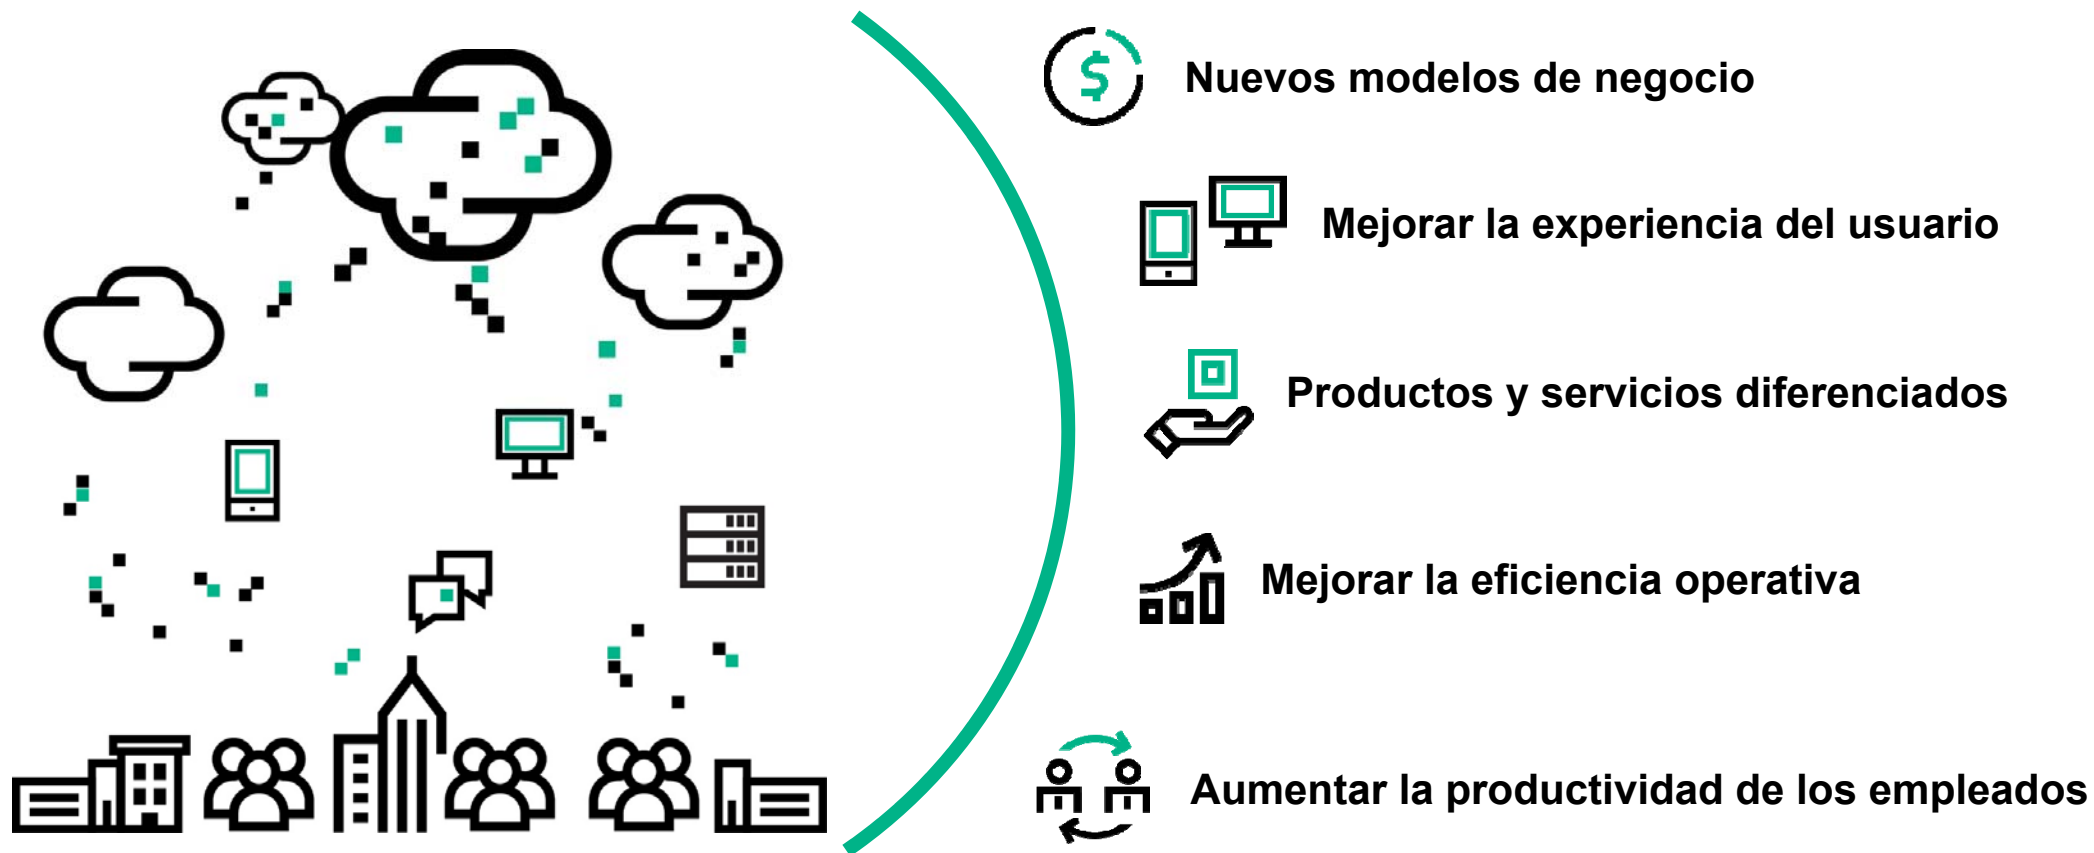 Nuevos modelos de negocio
Mejorar la experiencia del usuario
Productos y servicios diferenciados
Mejorar la eficiencia operativa
Aumentar la productividad de los empleados